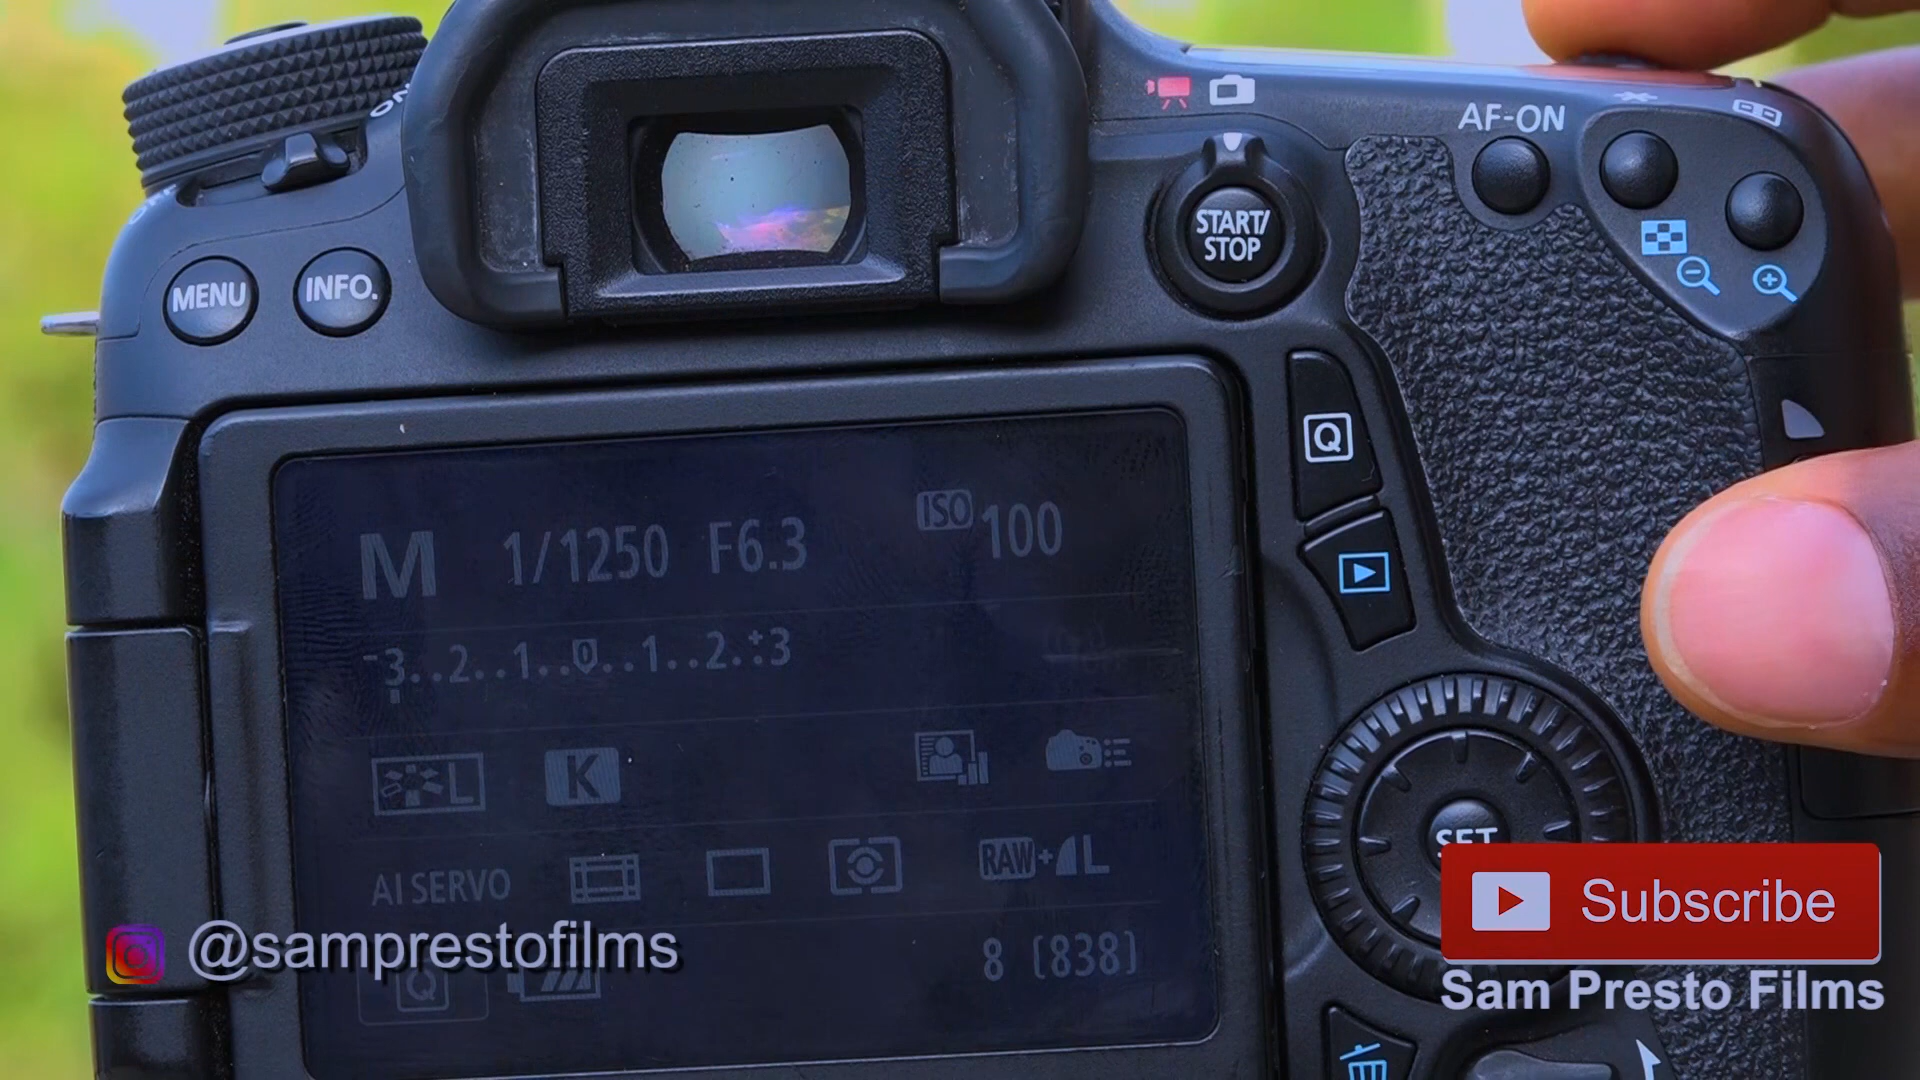 ON
AF-ON
MENU
INFO.
START/
STOP
Q
M 1/1250 F6.3 ISO 100
-3..2..1..0..1..2.+3
L K
AI SERVO RAW+L
SET
Subscribe
@samprestofilms
Q 8 [838]
Sam Presto Films